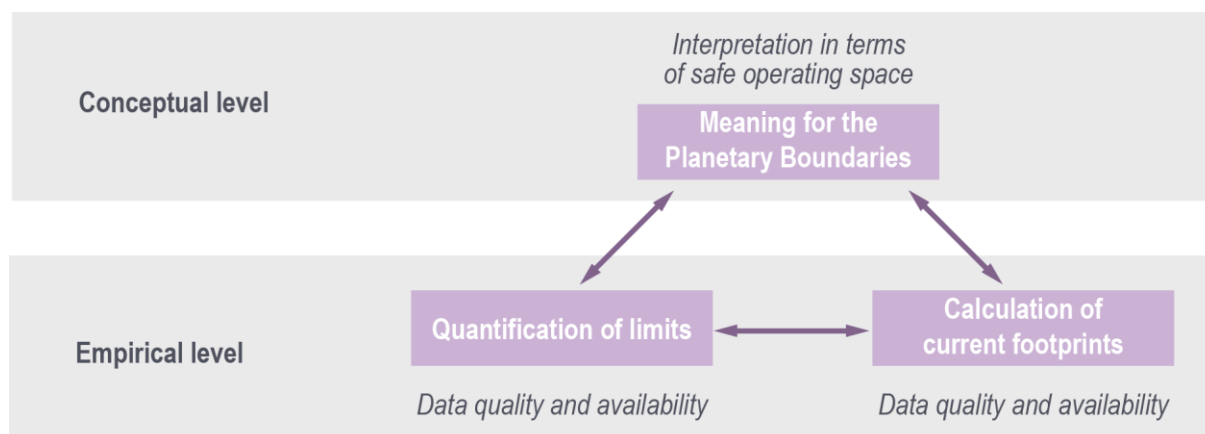 Conceptual level
Interpretation in terms
of safe operating space
Meaning for the
Planetary Boundaries
Empirical level
Quantification of limits
Calculation of
current footprints
Data quality and availability
Data quality and availability